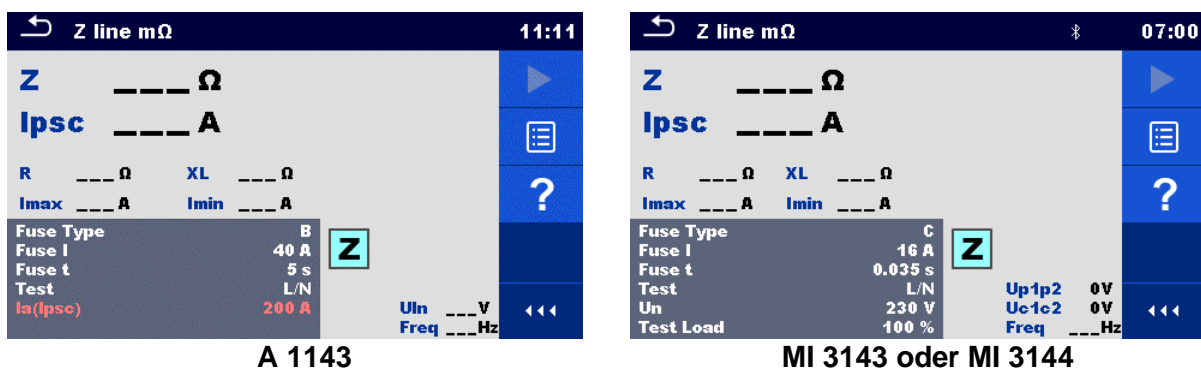 Z line mΩ 11:11
Z ___ Ω
Ipsc ___ A
R ___ Ω XL ___ Ω
Imax ___ A Imin ___ A
Fuse Type B
Fuse I 40 A
Fuse t 5 s
Test L/N
Ia(Ipsc) 200 A
Uln ___V
Freq ___Hz
?
A 1143
Z
Z line mΩ 07:00
Z ___ Ω
Ipsc ___ A
R ___ Ω XL ___ Ω
Imax ___ A Imin ___ A
Fuse Type C
Fuse I 16 A
Fuse t 0.035 s
Test L/N
Un 230 V
Test Load 100 %
Z
Up1p2 0V
Uc1c2 0V
Freq ___Hz
?
MI 3143 oder MI 3144